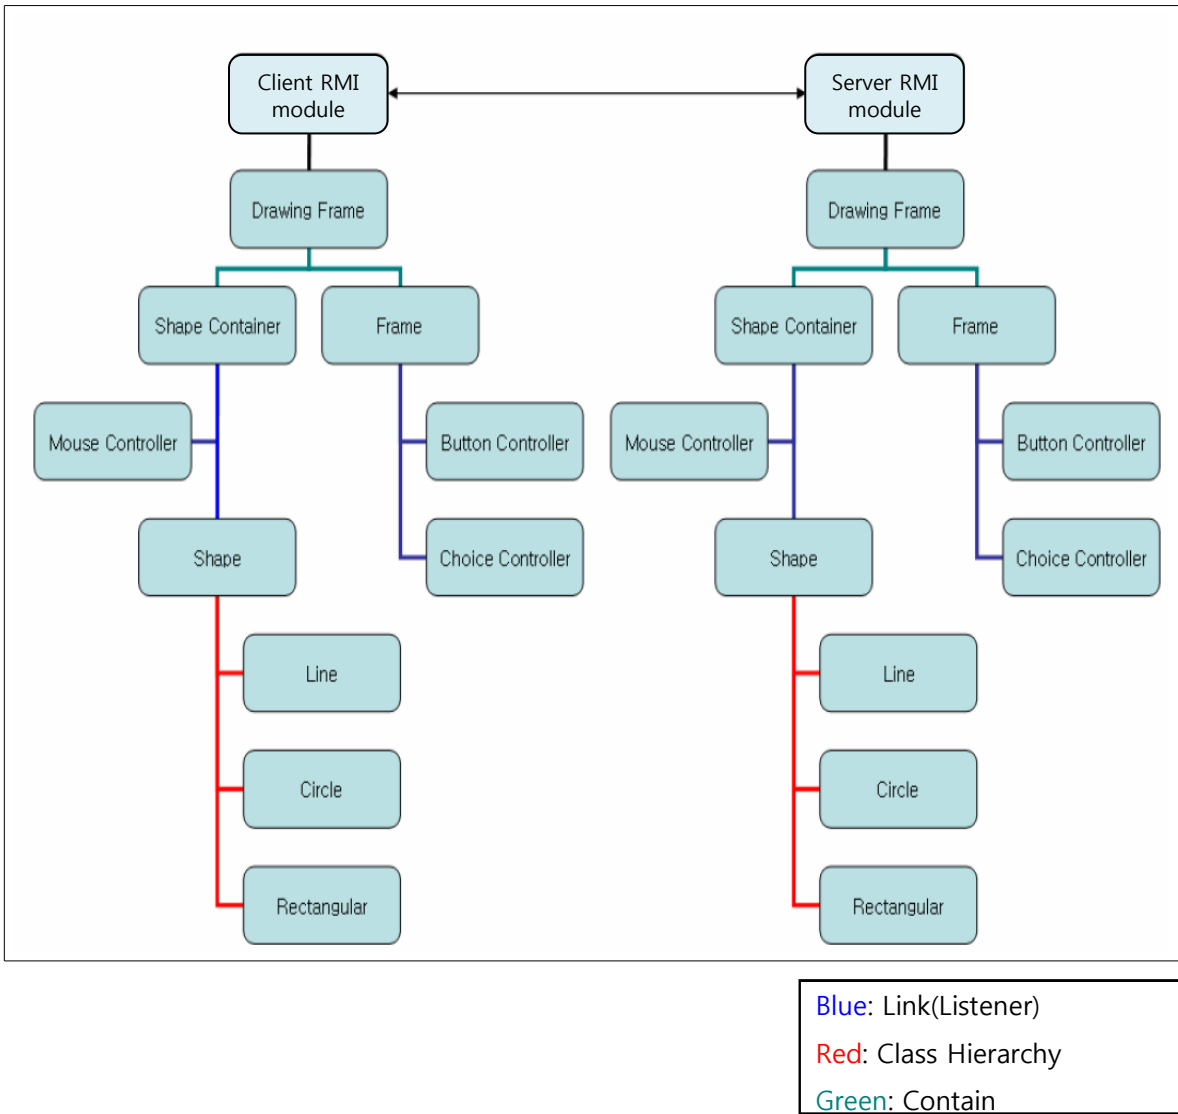 Client RMI
module
Server RMI
module
Drawing Frame
Drawing Frame
Shape Container
Frame
Shape Container
Frame
Mouse Controller
Button Controller
Mouse Controller
Button Controller
Shape
Choice Controller
Shape
Choice Controller
Line
Line
Circle
Circle
Rectangular
Rectangular
Blue: Link(Listener)
Red: Class Hierarchy
Green: Contain